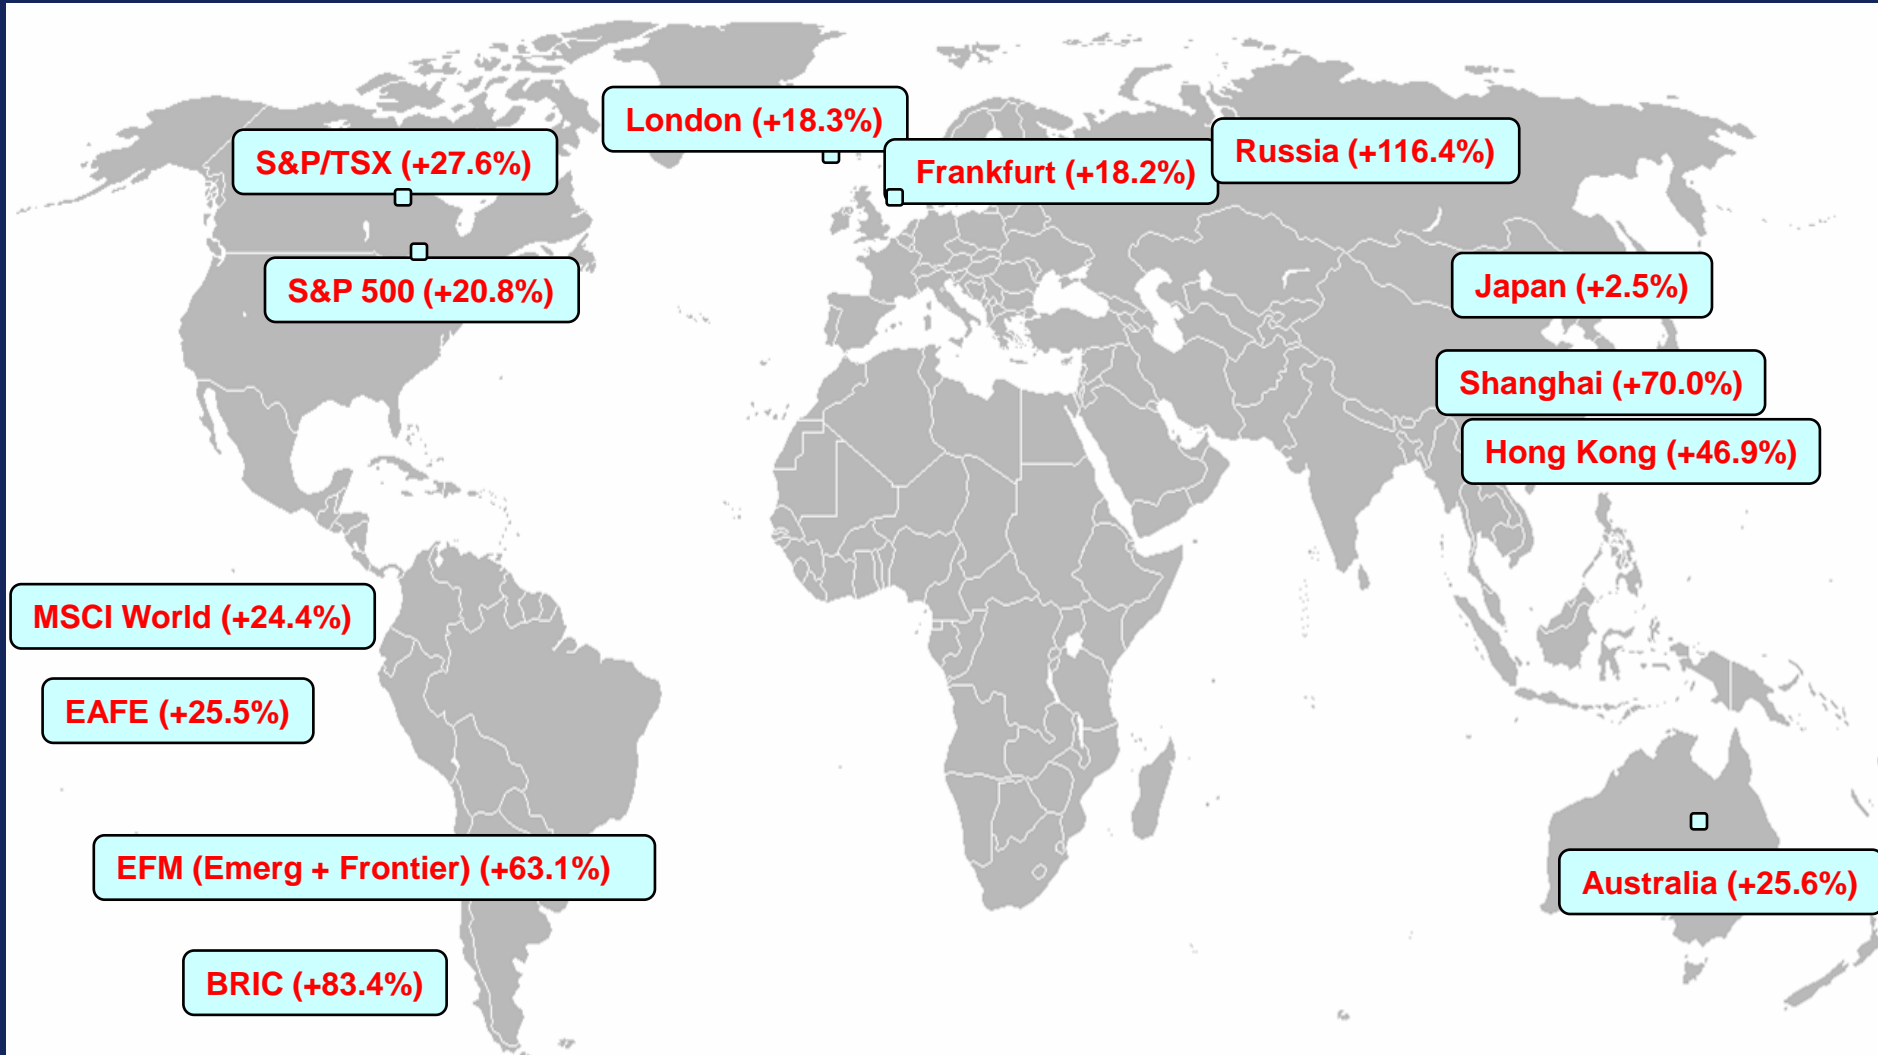 London (+18.3%)
S&P/TSX (+27.6%)
Frankfurt (+18.2%)
Russia (+116.4%)
S&P 500 (+20.8%)
Japan (+2.5%)
Shanghai (+70.0%)
Hong Kong (+46.9%)
MSCI World (+24.4%)
EAFE (+25.5%)
EFM (Emerg + Frontier) (+63.1%)
Australia (+25.6%)
BRIC (+83.4%)